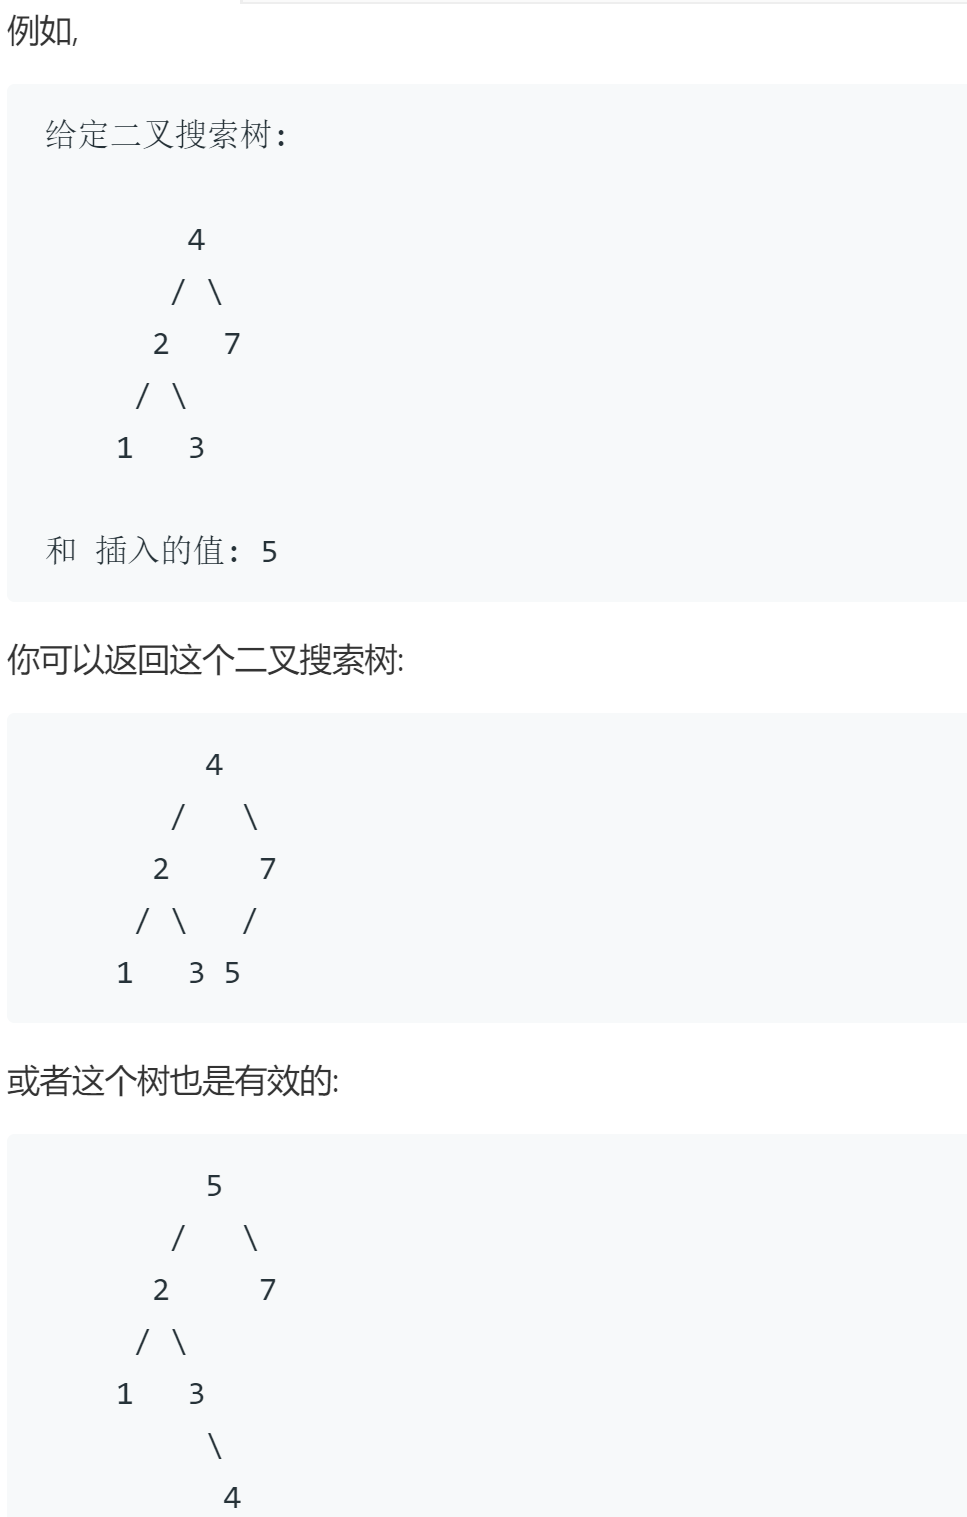 例如,
给定二叉搜索树:
        4
       / \
      2   7
     / \
    1   3
和 插入的值: 5
你可以返回这个二叉搜索树:
         4
       /   \
      2     7
     / \   /
    1   3 5
或者这个树也是有效的:
         5
       /   \
      2     7
     / \
    1   3
         \
          4